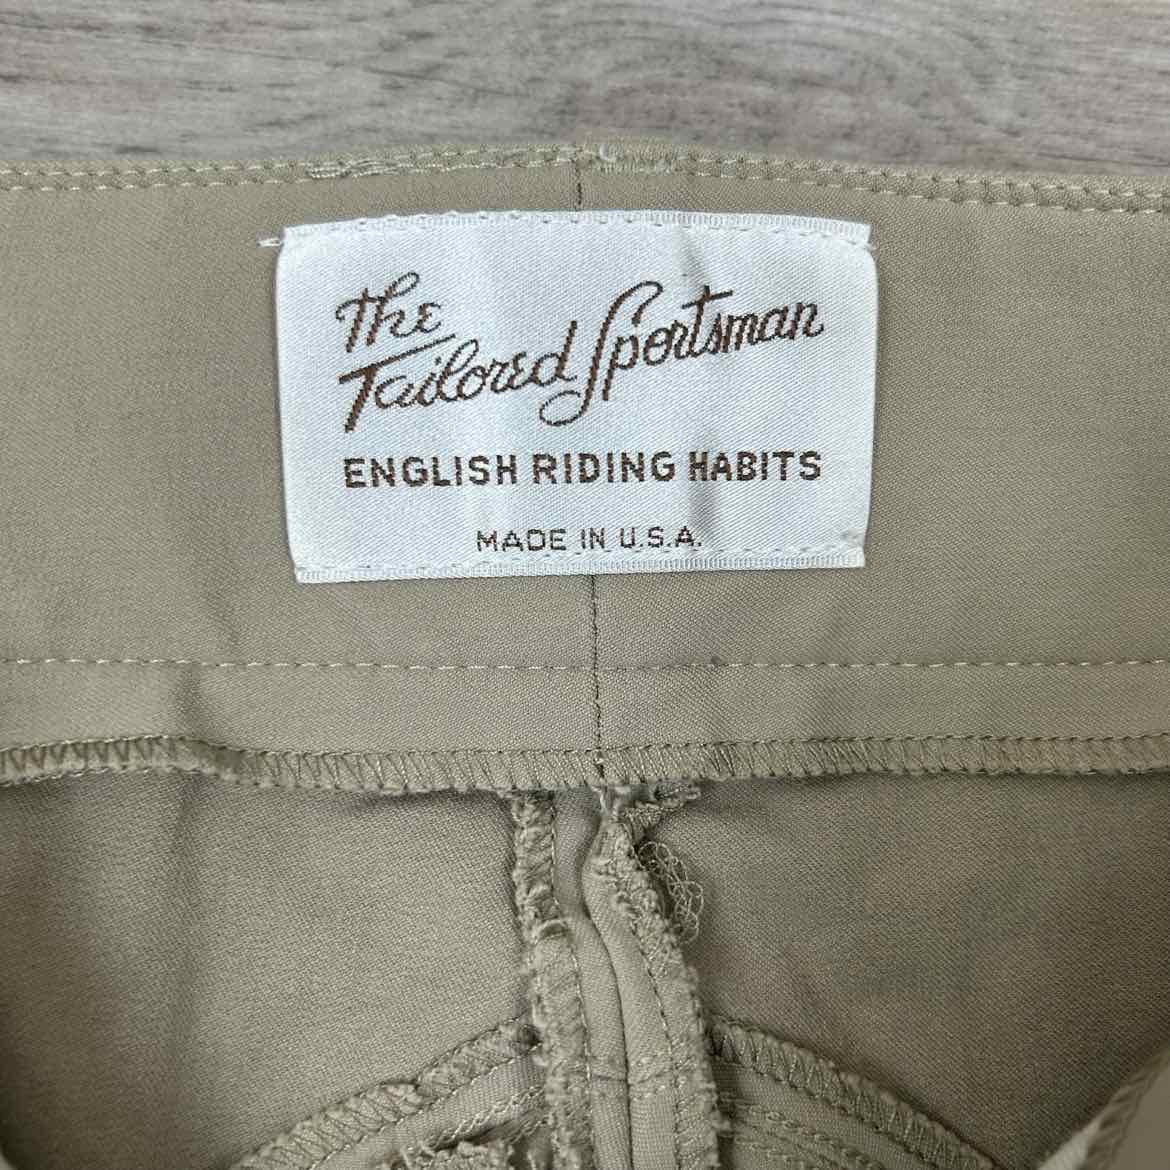 The
Tailored Sportsman
ENGLISH RIDING HABITS
MADE IN U.S.A.